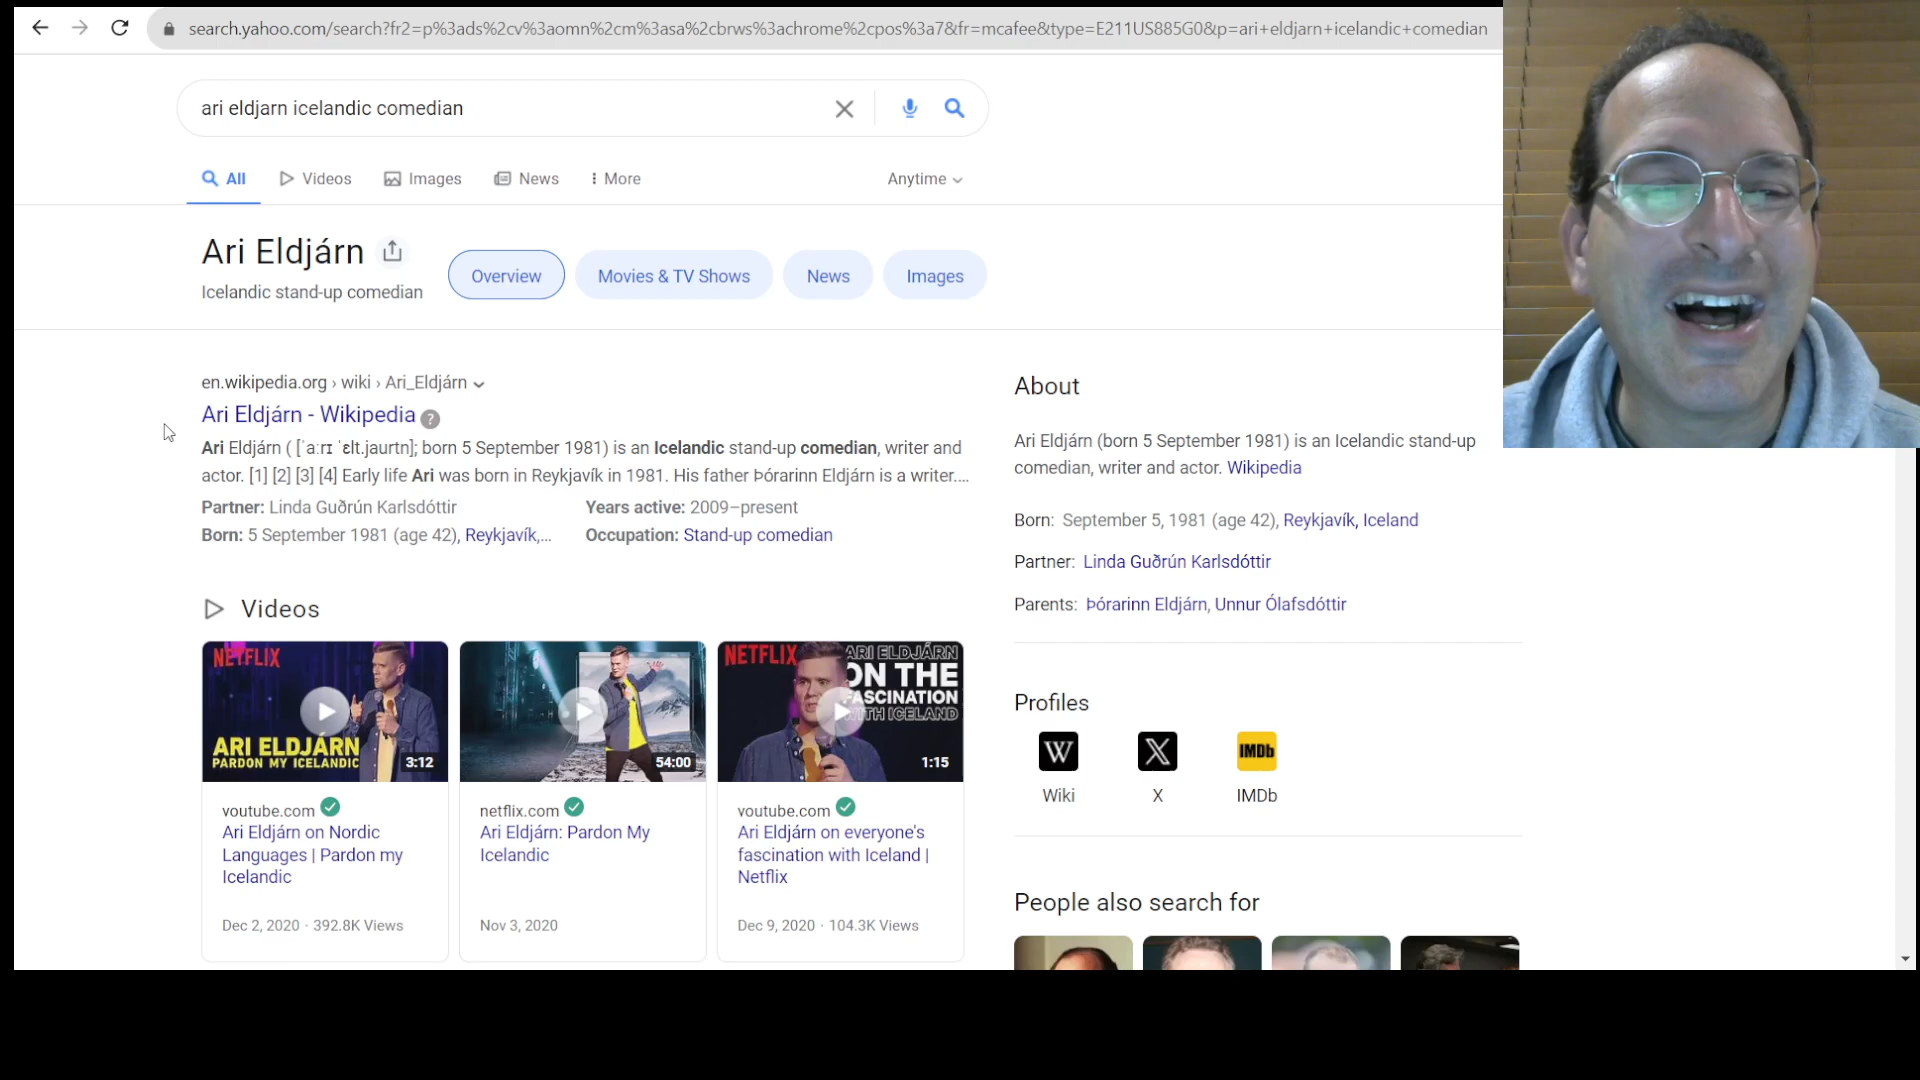 search.yahoo.com/search?fr2=p%3ads%2cv%3aomn%2cm%3asa%2cbrws%3achrome%2cpos%3a7&fr=mcafee&type=E211US885G0&p=ari+eldjarn+icelandic+comedian
ari eldjarn icelandic comedian
All Videos Images News More Anytime
Ari Eldjárn
Icelandic stand-up comedian
Overview Movies & TV Shows News Images
en.wikipedia.org › wiki › Ari_Eldjárn
Ari Eldjárn - Wikipedia ?
Ari Eldjárn ( [ˈaːrɪ ˈɛlt.jaurtn]; born 5 September 1981) is an Icelandic stand-up comedian, writer and
actor. [1] [2] [3] [4] Early life Ari was born in Reykjavík in 1981. His father Þórarinn Eldjárn is a writer....
Partner: Linda Guðrún Karlsdóttir Years active: 2009–present
Born: 5 September 1981 (age 42), Reykjavík,... Occupation: Stand-up comedian
Videos
NETFLIX
ARI ELDJÁRN
PARDON MY ICELANDIC
3:12
youtube.com
Ari Eldjárn on Nordic
Languages | Pardon my
Icelandic
Dec 2, 2020 · 392.8K Views
54:00
netflix.com
Ari Eldjárn: Pardon My
Icelandic
Nov 3, 2020
NETFLIX
ARI ELDJÁRN
ON THE
FASCINATION
WITH ICELAND
1:15
youtube.com
Ari Eldjárn on everyone's
fascination with Iceland |
Netflix
Dec 9, 2020 · 104.3K Views
About
Ari Eldjárn (born 5 September 1981) is an Icelandic stand-up
comedian, writer and actor. Wikipedia
Born: September 5, 1981 (age 42), Reykjavík, Iceland
Partner: Linda Guðrún Karlsdóttir
Parents: Þórarinn Eldjárn, Unnur Ólafsdóttir
Profiles
W X IMDb
Wiki X IMDb
People also search for